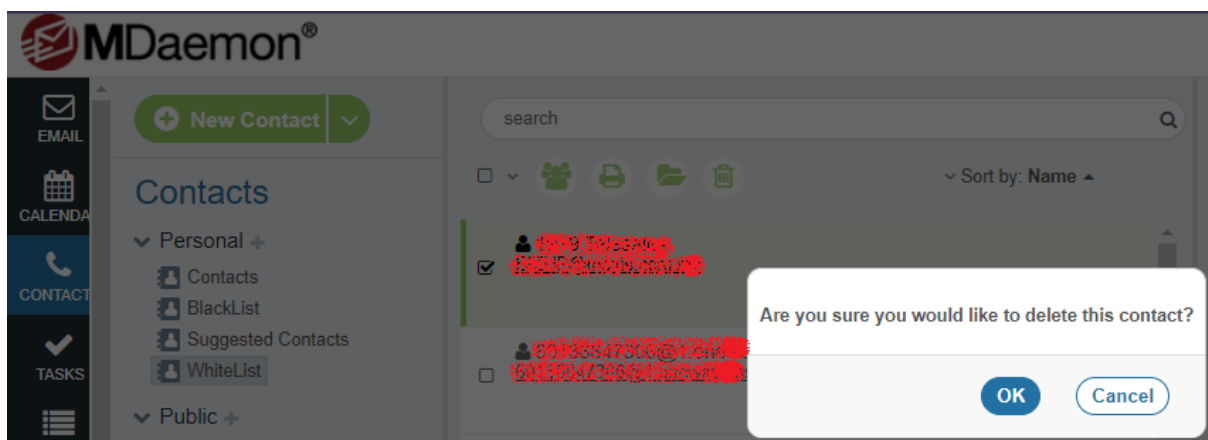 MDaemon®
EMAIL
CALENDA
CONTACT
TASKS
New Contact
Contacts
Personal
Contacts
BlackList
Suggested Contacts
WhiteList
Public
search
Sort by: Name
Are you sure you would like to delete this contact?
OK
Cancel